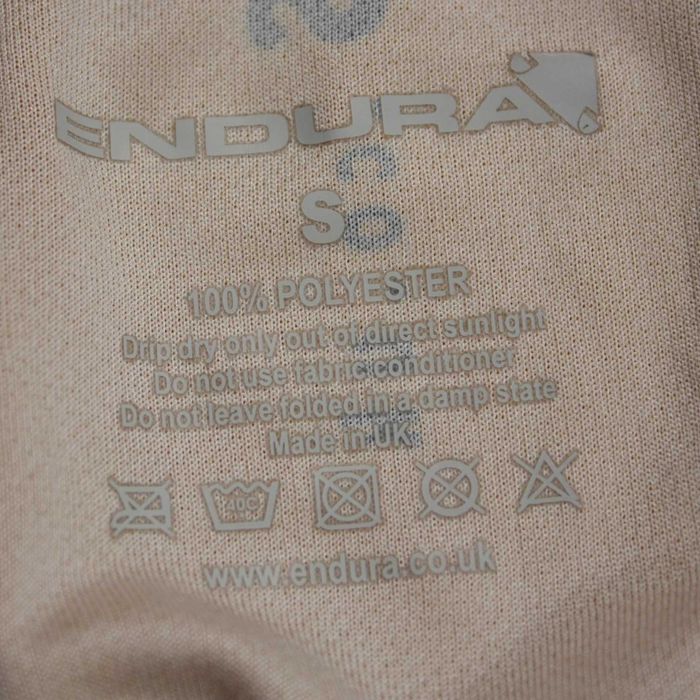 ENDURA
S
100% POLYESTER
Drip dry only out of direct sunlight
Do not use fabric conditioner
Do not leave folded in a damp state
Made in UK
40C
www.endura.co.uk